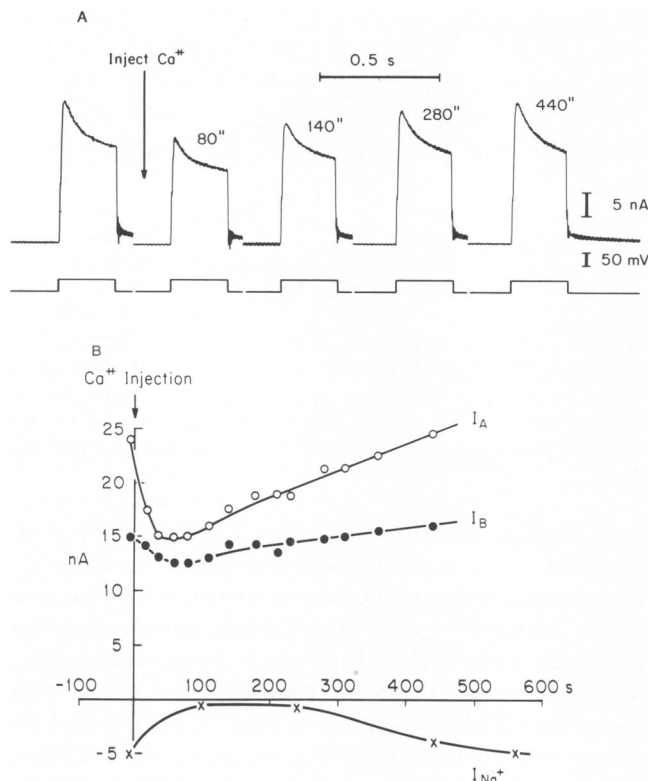 A
Inject Ca++
0.5 s
80"
140"
280"
440"
5 nA
50 mV
B
Ca++ Injection
25
20
15
nA
10
5
IA
IB
-100
100
200
300
400
500
600 s
-5
INa+